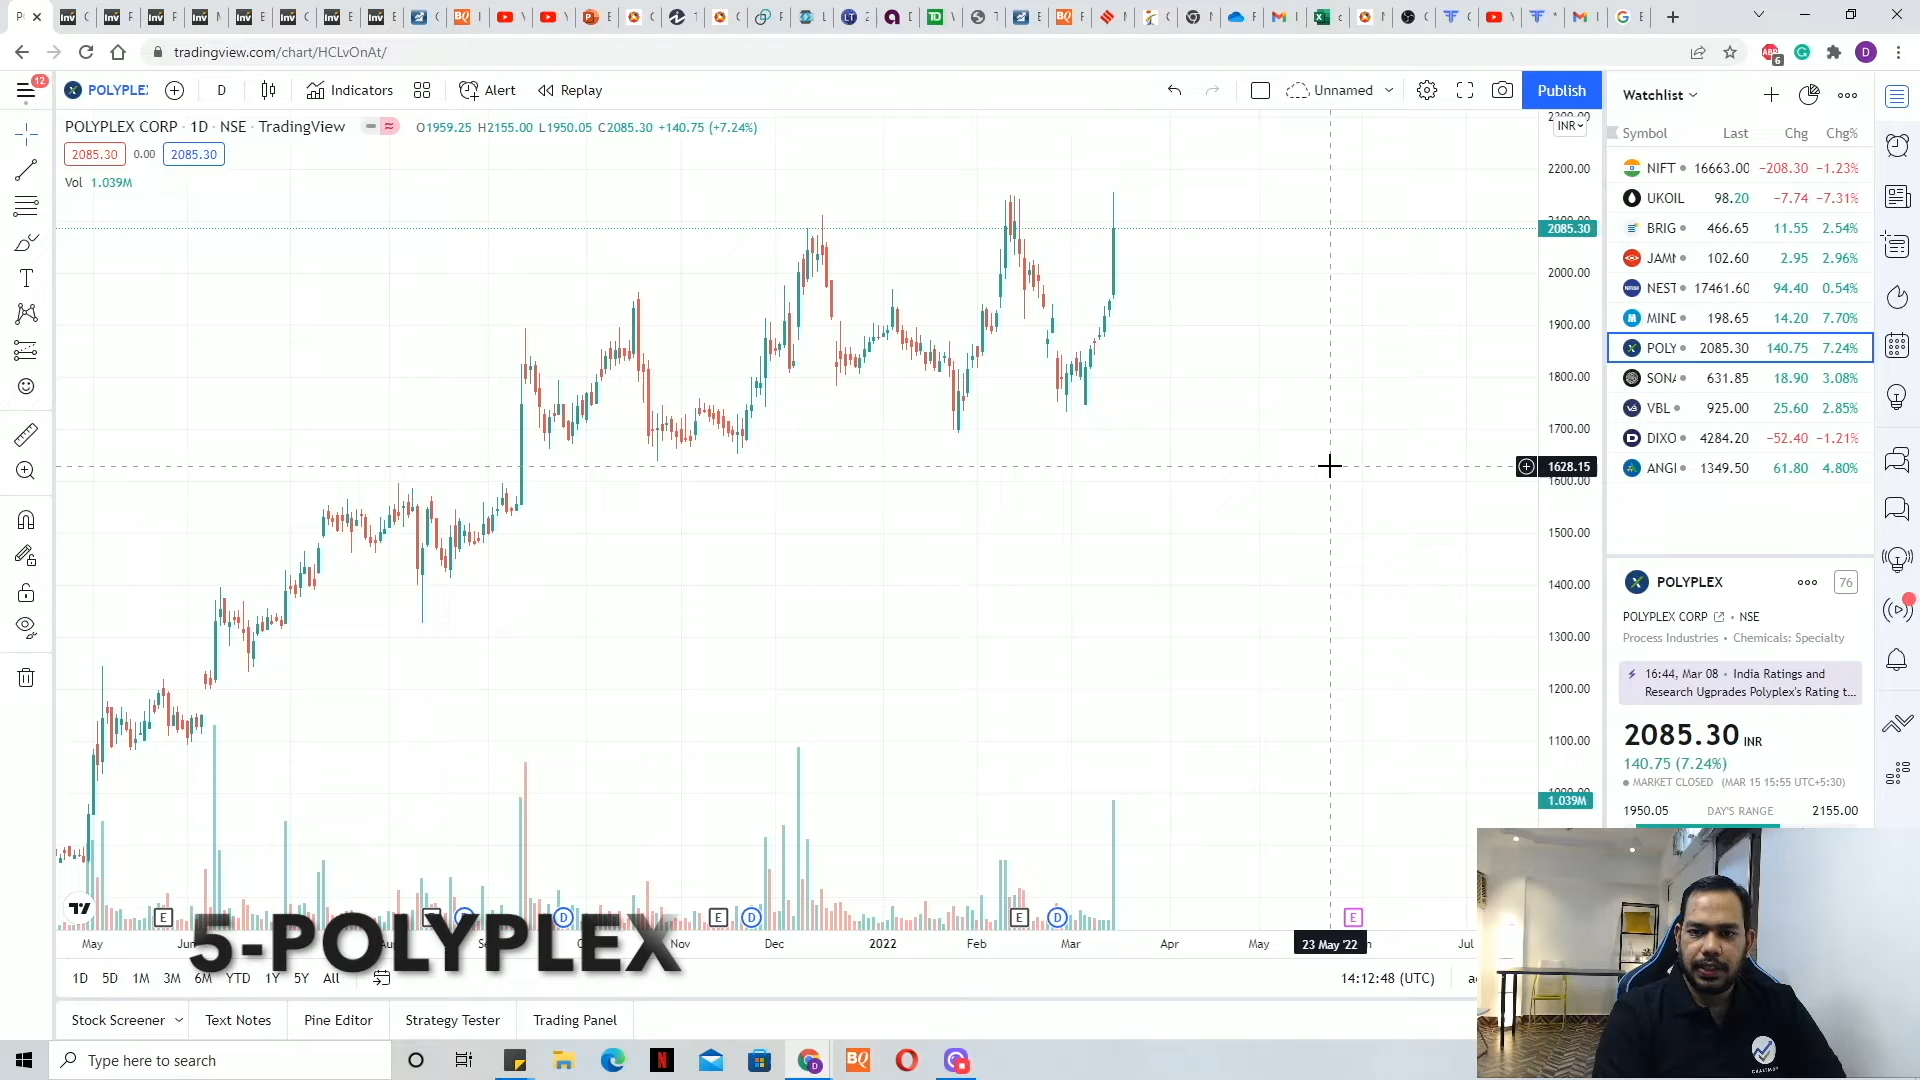 tradingview.com/chart/HCLvOnAt/
12
POLYPLE
D
Indicators
Alert
Replay
Unnamed
Publish
POLYPLEX CORP · 1D · NSE · TradingView
O1959.25 H2155.00 L1950.05 C2085.30 +140.75 (+7.24%)
2085.30 0.00 2085.30
Vol 1.039M
INR
2200.00
2085.30
2000.00
1900.00
1800.00
1700.00
1628.15
1600.00
1500.00
1400.00
1300.00
1200.00
1100.00
1.039M
May
Nov
Dec
2022
Feb
Mar
Apr
May
23 May '22
Jul
5-POLYPLEX
1D 5D 1M 3M 6M YTD 1Y 5Y All
14:12:48 (UTC)
Stock Screener
Text Notes
Pine Editor
Strategy Tester
Trading Panel
Watchlist
Symbol Last Chg Chg%
NIFT 16663.00 −208.30 −1.23%
UKOIL 98.20 −7.74 −7.31%
BRIG 466.65 11.55 2.54%
JAMN 102.60 2.95 2.96%
NEST 17461.60 94.40 0.54%
MIND 198.65 14.20 7.70%
POLY 2085.30 140.75 7.24%
SONA 631.85 18.90 3.08%
VBL 925.00 25.60 2.85%
DIXO 4284.20 −52.40 −1.21%
ANGI 1349.50 61.80 4.80%
POLYPLEX
76
POLYPLEX CORP • NSE
Process Industries • Chemicals: Specialty
16:44, Mar 08 • India Ratings and
Research Ugprades Polyplex's Rating t...
2085.30 INR
140.75 (7.24%)
MARKET CLOSED (MAR 15 15:55 UTC+5:30)
1950.05 DAY'S RANGE 2155.00
Type here to search
BQ